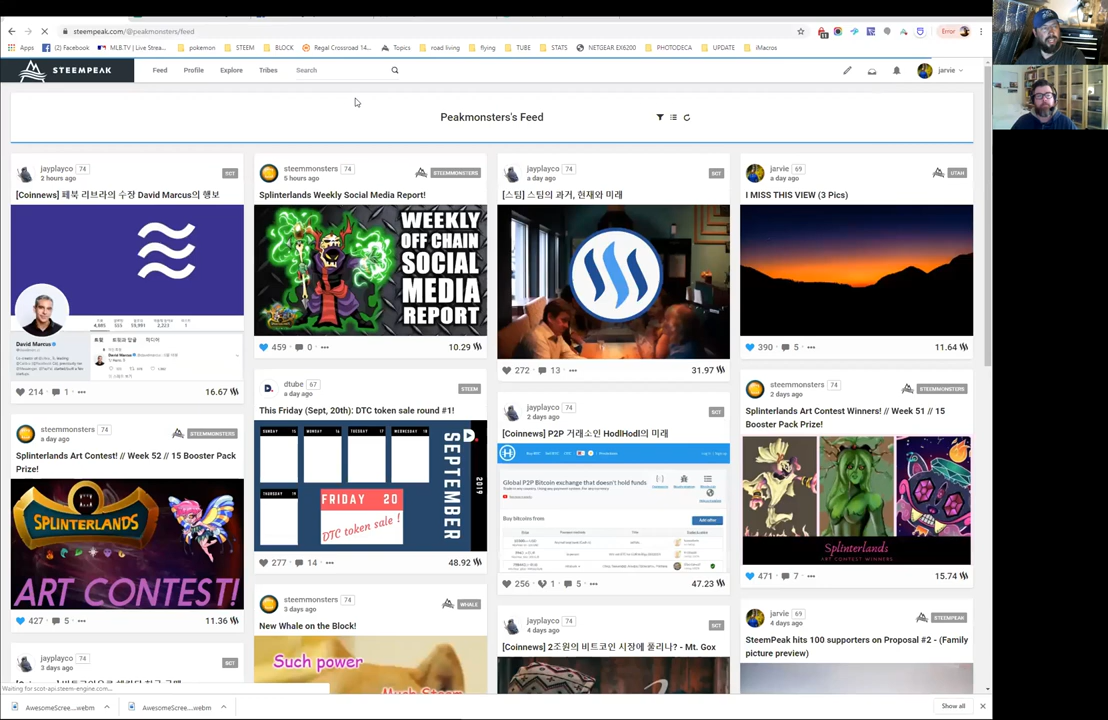 steempeak.com/@peakmonsters/feed
Error
Apps
(2) Facebook
MLB.TV | Live Strea...
pokemon
STEEM
BLOCK
Regal Crossroad 14...
Topics
road living
flying
TUBE
STATS
NETGEAR EX6200
PHOTODECA
UPDATE
iMacros
STEEMPEAK
Feed
Profile
Explore
Tribes
Search
jarvie
Peakmonsters's Feed
jayplayco 74
2 hours ago
SCT
[Coinnews] 페북 리브라의 수장 David Marcus의 행보
David Marcus
214 · 1 · •••
16.67
steemmonsters 74
a day ago
STEEMMONSTERS
Splinterlands Art Contest! // Week 52 // 15 Booster Pack
Prize!
SPLINTERLANDS
ART CONTEST!
427 · 5 · •••
11.36
jayplayco 74
3 days ago
SCT
steemmonsters 74
5 hours ago
STEEMMONSTERS
Splinterlands Weekly Social Media Report!
WEEKLY
OFF CHAIN
SOCIAL
MEDIA
REPORT
459 · 0 · •••
10.29
dtube 67
a day ago
STEEM
This Friday (Sept, 20th): DTC token sale round #1!
SEPTEMBER
2019
FRIDAY 20
DTC token sale !
277 · 14 · •••
48.92
steemmonsters 74
3 days ago
WHALE
New Whale on the Block!
Such power
Much Steem
jayplayco 74
a day ago
SCT
[스팀] 스팀의 과거, 현재와 미래
272 · 13 · •••
31.97
jayplayco 74
2 days ago
SCT
[Coinnews] P2P 거래소인 HodlHodl의 미래
Global P2P Bitcoin exchange that doesn't hold funds
Buy bitcoins from
256 · 1 · 5 · •••
47.23
jayplayco 74
4 days ago
SCT
[Coinnews] 2조원의 비트코인 시장에 풀리나? - Mt. Gox
jarvie 69
a day ago
UTAH
I MISS THIS VIEW (3 Pics)
390 · 5 · •••
11.64
steemmonsters 74
2 days ago
STEEMMONSTERS
Splinterlands Art Contest Winners! // Week 51 // 15
Booster Pack Prize!
Splinterlands
ART CONTEST WINNERS
471 · 7 · •••
15.74
jarvie 69
4 days ago
STEEMPEAK
SteemPeak hits 100 supporters on Proposal #2 - (Family
picture preview)
Waiting for scot-api.steem-engine.com...
AwesomeScree....webm
AwesomeScree....webm
Show all